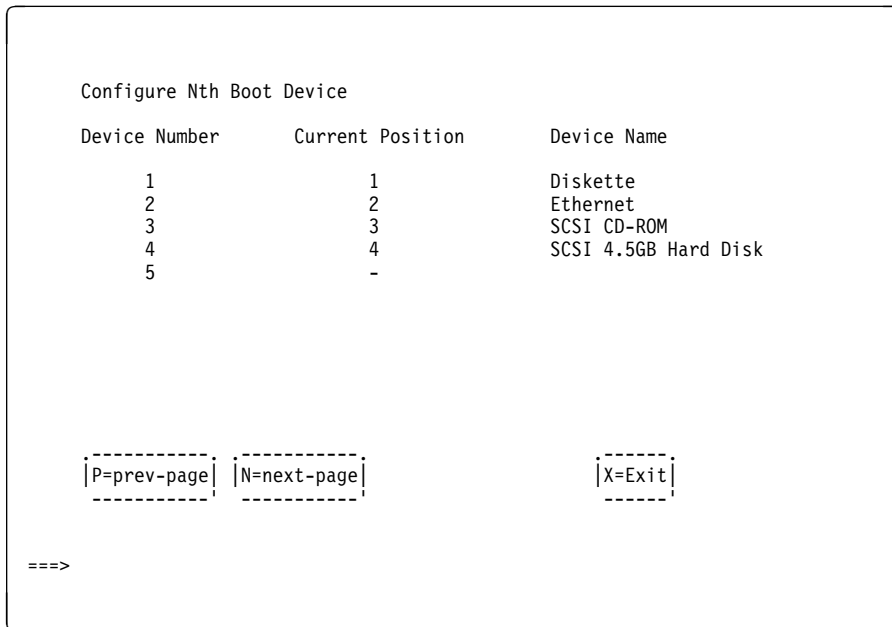 Configure Nth Boot Device
Device Number Current Position Device Name
1 1 Diskette
2 2 Ethernet
3 3 SCSI CD-ROM
4 4 SCSI 4.5GB Hard Disk
5 -
P=prev-page N=next-page X=Exit
===>